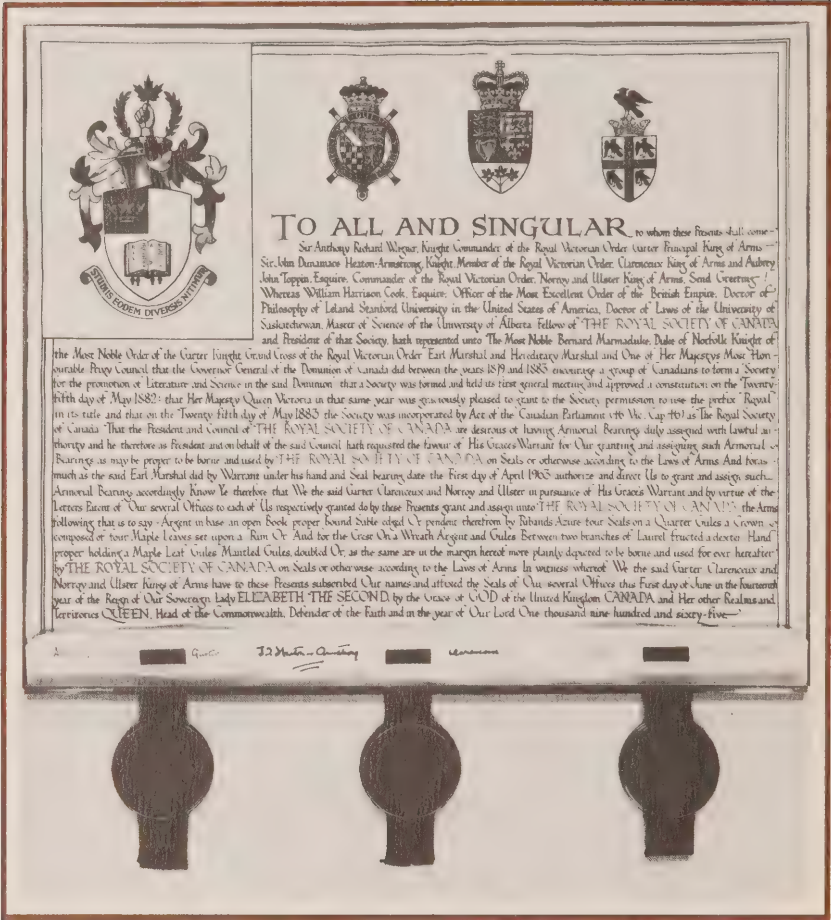 STUDIIS EODEM DIVERSIS NITIMUR
TO ALL AND SINGULAR to whom these Presents shall come
Sir Anthony Richard Wagner, Knight Commander of the Royal Victorian Order Garter Principal King of Arms
Sir John Dunamace Heaton-Armstrong, Knight, Member of the Royal Victorian Order, Clarenceux King of Arms and Aubrey
John Toppin, Esquire, Commander of the Royal Victorian Order, Norroy and Ulster King of Arms, Send Greeting!
Whereas William Harrison Cook, Esquire, Officer of the Most Excellent Order of the British Empire, Doctor of
Philosophy of Leland Stanford University in the United States of America, Doctor of Laws of the University of
Saskatchewan, Master of Science of the University of Alberta Fellow of THE ROYAL SOCIETY OF CANADA
and President of that Society, hath represented unto The Most Noble Bernard Marmaduke, Duke of Norfolk Knight of
the Most Noble Order of the Garter Knight Grand Cross of the Royal Victorian Order Earl Marshal and Hereditary Marshal and One of Her Majestys Most Hon-
ourable Privy Council that the Governor General of the Dominion of Canada did between the years 1879 and 1883 encourage a group of Canadians to form a Society
for the promotion of Literature and Science in the said Dominion that a Society was formed and held its first general meeting and approved a constitution on the Twenty
fifth day of May 1882: that Her Majesty Queen Victoria in that same year was graciously pleased to grant to the Society permission to use the prefix Royal
in its title and that on the Twenty fifth day of May 1883 the Society was incorporated by Act of the Canadian Parliament (46 Vic. Cap 46) as The Royal Society
of Canada That the President and Council of THE ROYAL SOCIETY OF CANADA are desirous of having Armorial Bearings duly assigned with lawful au-
thority and he therefore as President and on behalf of the said Council hath requested the favour of His Graces Warrant for Our granting and assigning such Armorial
Bearings as may be proper to be borne and used by THE ROYAL SOCIETY OF CANADA on Seals or otherwise according to the Laws of Arms And foras-
much as the said Earl Marshal did by Warrant under his hand and Seal bearing date the First day of April 1963 authorize and direct Us to grant and assign such
Armorial Bearings accordingly Know Ye therefore that We the said Garter Clarenceux and Norroy and Ulster in pursuance of His Graces Warrant and by virtue of the
Letters Patent of Our several Offices to each of Us respectively granted do by these Presents grant and assign unto THE ROYAL SOCIETY OF CANADA the Arms
following that is to say - Argent in base an open Book proper bound Sable edged Or pendent therefrom by Ribands Azure four Seals on a Quarter Gules a Crown
composed of four Maple Leaves set upon a Rim Or And for the Crest On a Wreath Argent and Gules Between two branches of Laurel fructed a dexter Hand
proper holding a Maple Leaf Gules Mantled Gules, doubled Or, as the same are in the margin hereof more plainly depicted to be borne and used for ever hereafter
by THE ROYAL SOCIETY OF CANADA on Seals or otherwise according to the Laws of Arms In witness whereof We the said Garter Clarenceux and
Norroy and Ulster Kings of Arms have to these Presents subscribed Our names and affixed the Seals of Our several Offices this First day of June in the fourteenth
year of the Reign of Our Sovereign Lady ELIZABETH THE SECOND, by the Grace of GOD of the United Kingdom CANADA and Her other Realms and
Territories QUEEN, Head of the Commonwealth, Defender of the Faith and in the year of Our Lord One thousand nine hundred and sixty-five
Garter Clarenceux